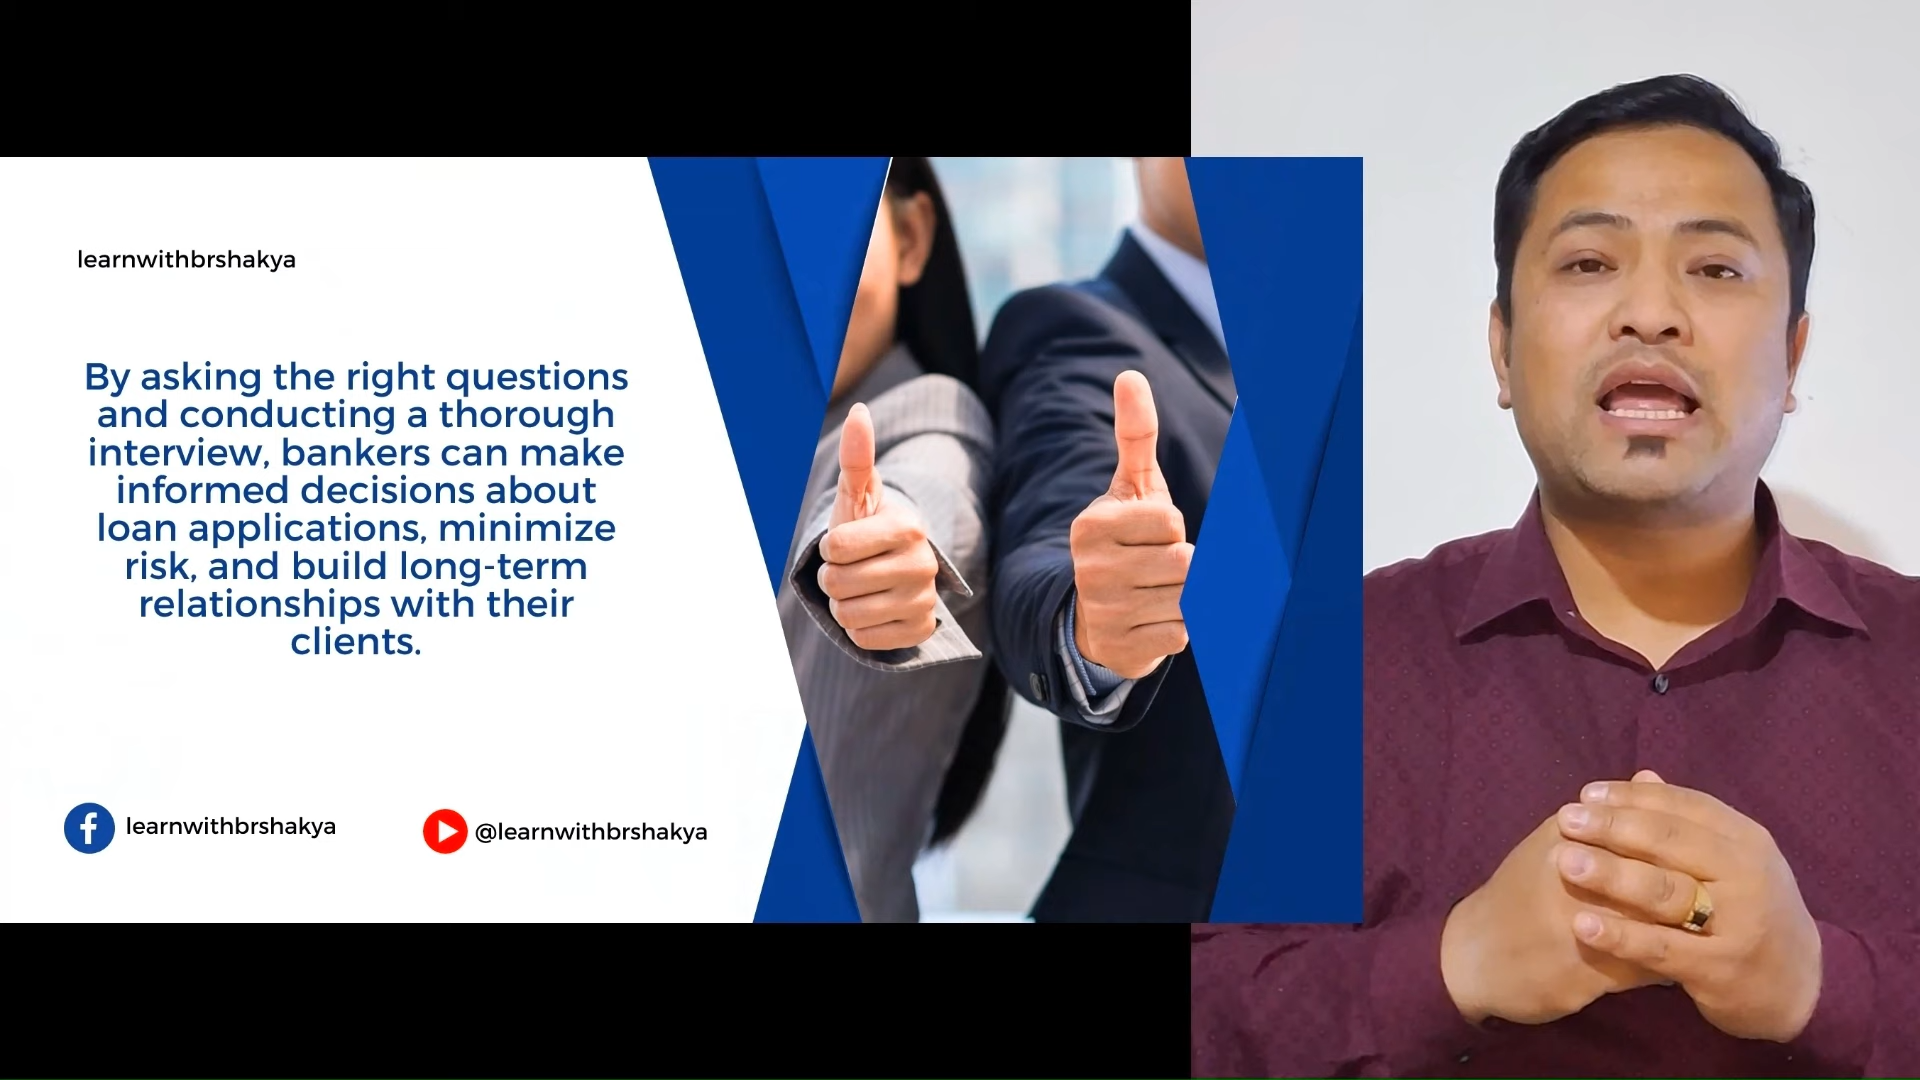 learnwithbrshakya
By asking the right questions
and conducting a thorough
interview, bankers can make
informed decisions about
loan applications, minimize
risk, and build long-term
relationships with their
clients.
learnwithbrshakya
@learnwithbrshakya